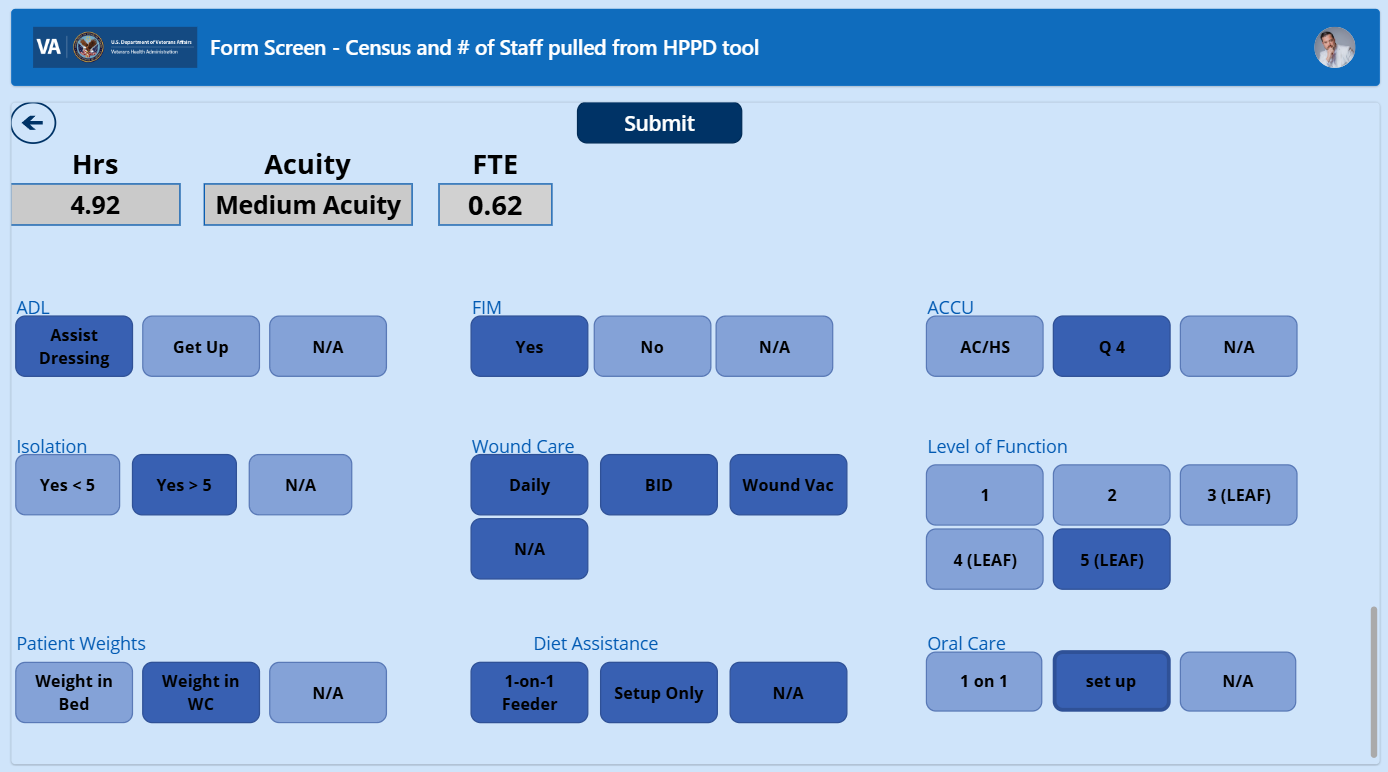 VA
U.S. Department of Veterans Affairs
Veterans Health Administration
Form Screen - Census and # of Staff pulled from HPPD tool
Submit
Hrs Acuity FTE
4.92 Medium Acuity 0.62
ADL FIM ACCU
Assist
Dressing
Get Up N/A Yes No N/A AC/HS Q 4 N/A
Isolation Wound Care Level of Function
Yes < 5 Yes > 5 N/A Daily BID Wound Vac
1 2 3 (LEAF)
N/A
4 (LEAF) 5 (LEAF)
Patient Weights Diet Assistance Oral Care
Weight in
Bed
Weight in
WC
N/A
1-on-1
Feeder
Setup Only N/A
1 on 1 set up N/A